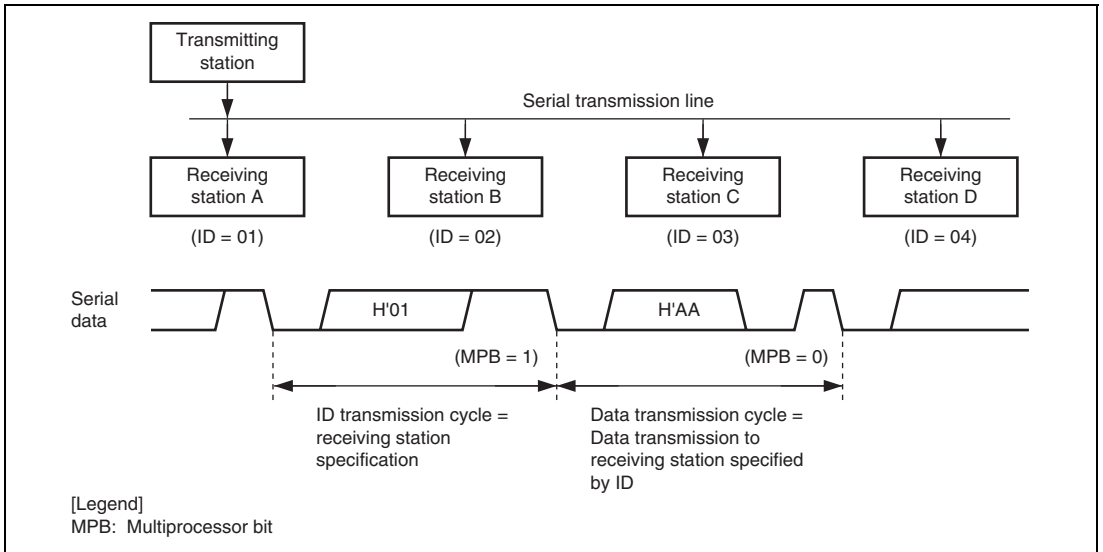 Transmitting
station
Serial transmission line
Receiving
station A
Receiving
station B
Receiving
station C
Receiving
station D
(ID = 01)
(ID = 02)
(ID = 03)
(ID = 04)
Serial
data
H'01
H'AA
(MPB = 1)
(MPB = 0)
ID transmission cycle =
receiving station
specification
Data transmission cycle =
Data transmission to
receiving station specified
by ID
[Legend]
MPB: Multiprocessor bit